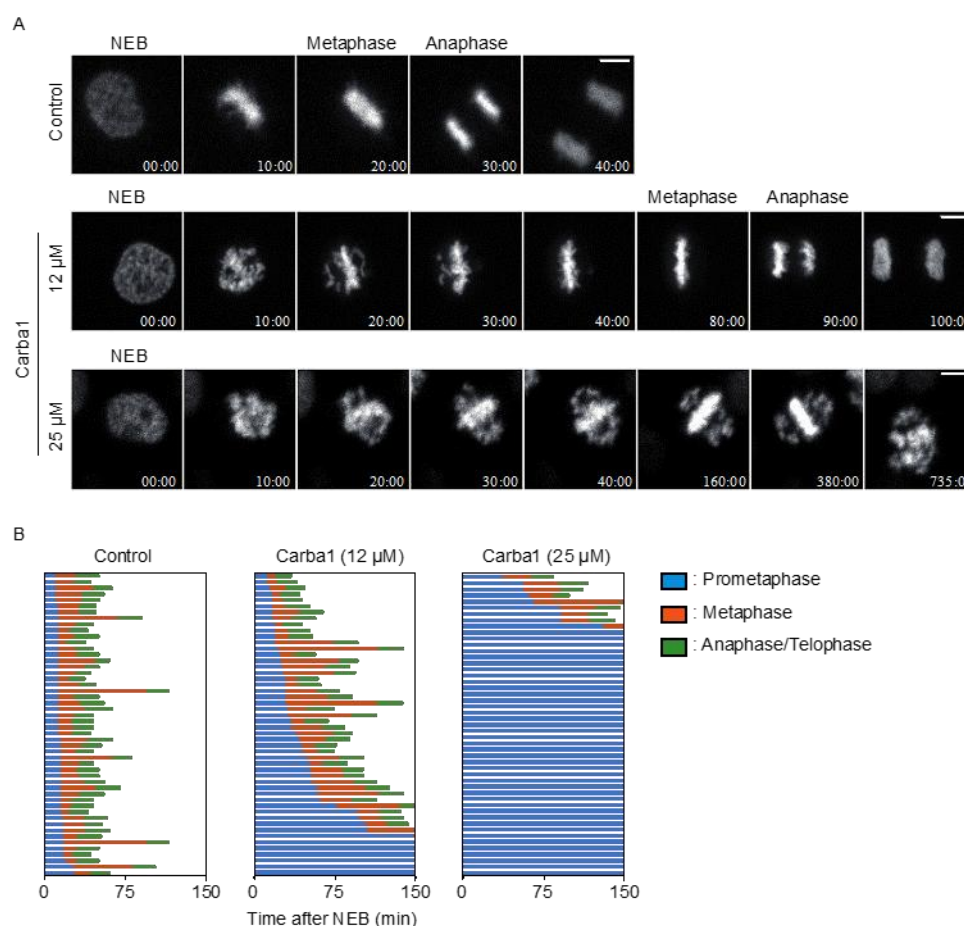 A
NEB Metaphase Anaphase
Control
00:00 10:00 20:00 30:00 40:00
NEB Metaphase Anaphase
Carba1
12 µM
00:00 10:00 20:00 30:00 40:00 80:00 90:00 100:0
NEB
25 µM
00:00 10:00 20:00 30:00 40:00 160:00 380:00 735:0
B
Control Carba1 (12 µM) Carba1 (25 µM)
: Prometaphase
: Metaphase
: Anaphase/Telophase
0 75 150 0 75 150 0 75 150
Time after NEB (min)